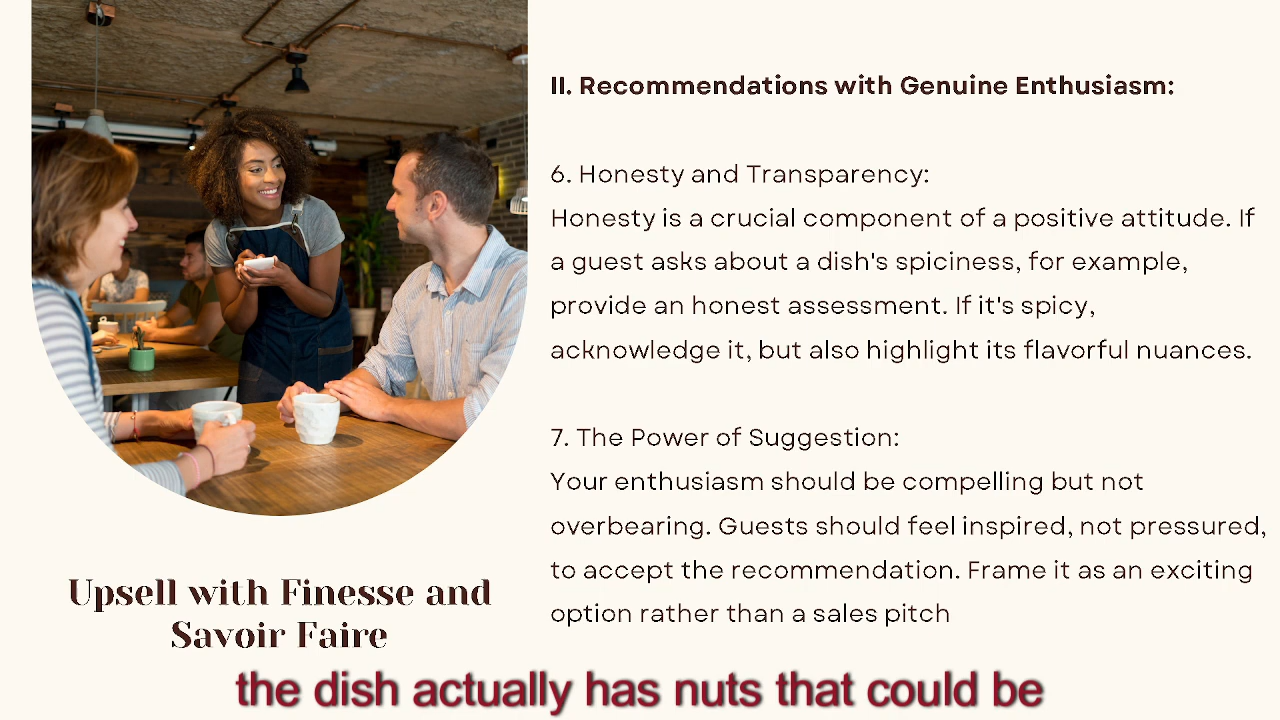 II. Recommendations with Genuine Enthusiasm:
6. Honesty and Transparency:
Honesty is a crucial component of a positive attitude. If
a guest asks about a dish's spiciness, for example,
provide an honest assessment. If it's spicy,
acknowledge it, but also highlight its flavorful nuances.
7. The Power of Suggestion:
Your enthusiasm should be compelling but not
overbearing. Guests should feel inspired, not pressured,
to accept the recommendation. Frame it as an exciting
option rather than a sales pitch
Upsell with Finesse and
Savoir Faire
the dish actually has nuts that could be